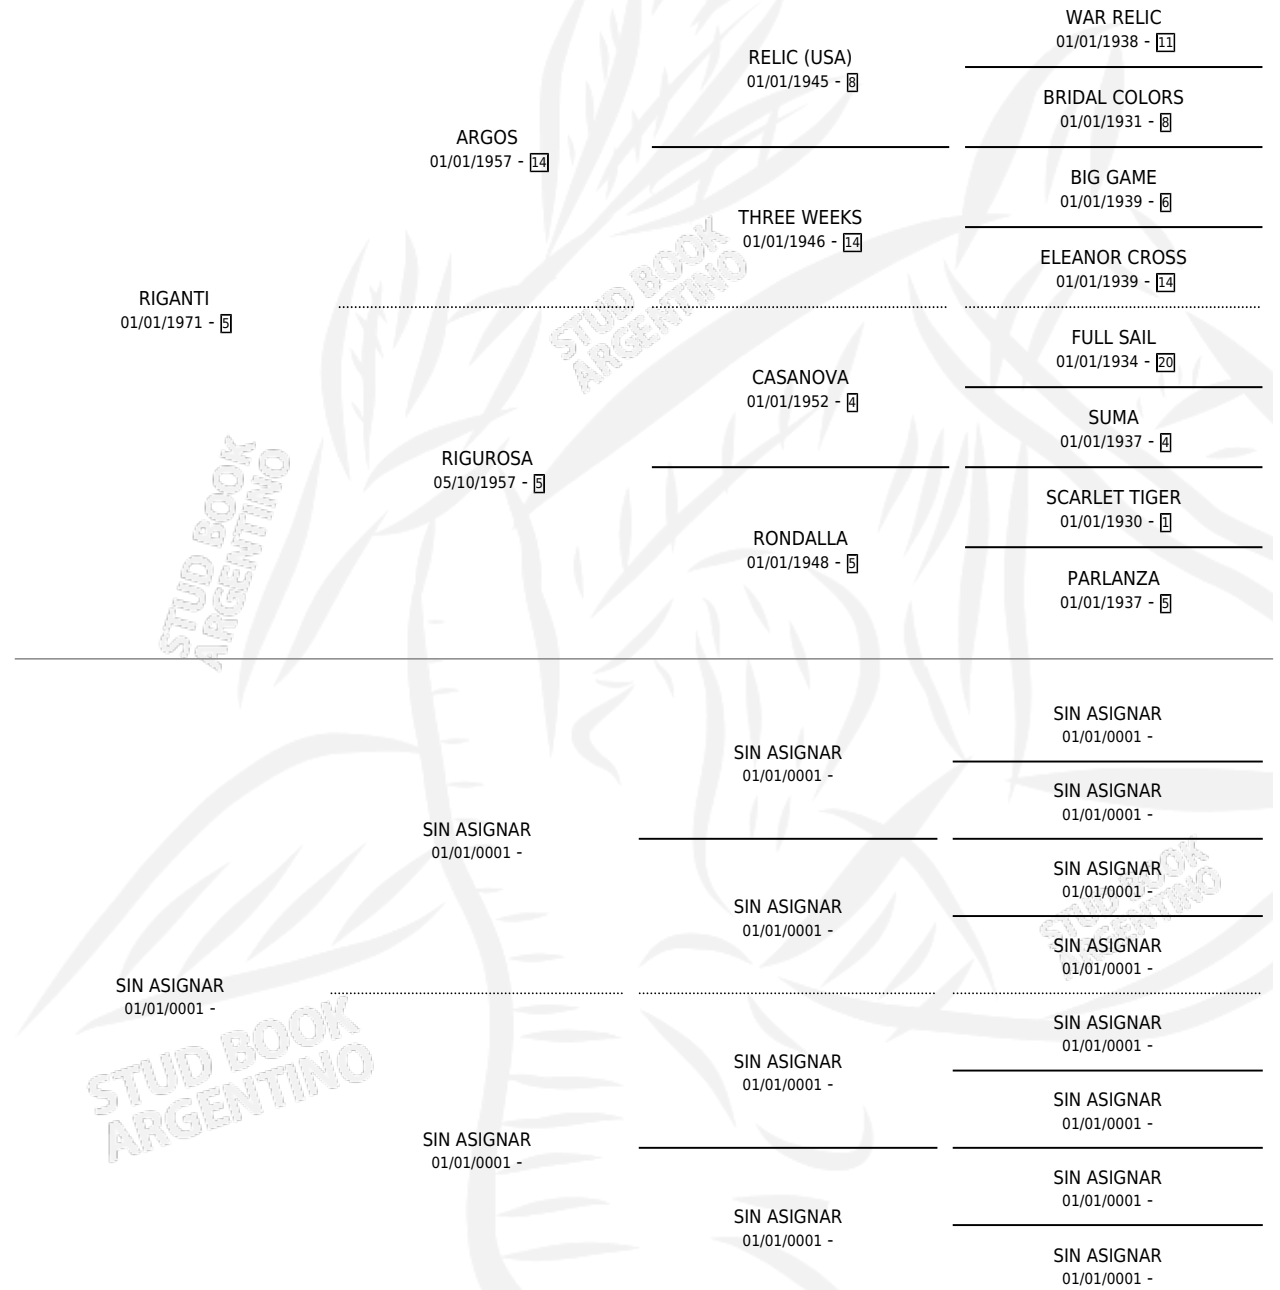 WAR RELIC
01/01/1938 - 11
RELIC (USA)
01/01/1945 - 8
BRIDAL COLORS
01/01/1931 - 8
ARGOS
01/01/1957 - 14
BIG GAME
01/01/1939 - 6
THREE WEEKS
01/01/1946 - 14
ELEANOR CROSS
01/01/1939 - 14
RIGANTI
01/01/1971 - 5
FULL SAIL
01/01/1934 - 20
CASANOVA
01/01/1952 - 4
SUMA
01/01/1937 - 4
RIGUROSA
05/10/1957 - 5
SCARLET TIGER
01/01/1930 - 1
RONDALLA
01/01/1948 - 5
PARLANZA
01/01/1937 - 5
STUD BOOK
ARGENTINO
STUD BOOK
ARGENTINO
SIN ASIGNAR
01/01/0001 -
SIN ASIGNAR
01/01/0001 -
SIN ASIGNAR
01/01/0001 -
SIN ASIGNAR
01/01/0001 -
SIN ASIGNAR
01/01/0001 -
SIN ASIGNAR
01/01/0001 -
SIN ASIGNAR
01/01/0001 -
SIN ASIGNAR
01/01/0001 -
SIN ASIGNAR
01/01/0001 -
SIN ASIGNAR
01/01/0001 -
SIN ASIGNAR
01/01/0001 -
SIN ASIGNAR
01/01/0001 -
SIN ASIGNAR
01/01/0001 -
SIN ASIGNAR
01/01/0001 -
SIN ASIGNAR
01/01/0001 -
STUD BOOK
ARGENTINO
STUD BOOK
ARGENTINO